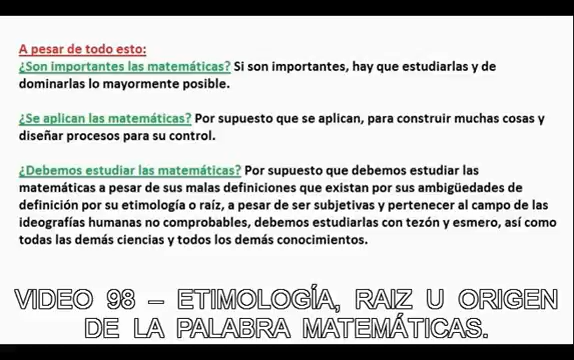 A pesar de todo esto:
¿Son importantes las matemáticas? Si son importantes, hay que estudiarlas y de
dominarlas lo mayormente posible.
¿Se aplican las matemáticas? Por supuesto que se aplican, para construir muchas cosas y
diseñar procesos para su control.
¿Debemos estudiar las matemáticas? Por supuesto que debemos estudiar las
matemáticas a pesar de sus malas definiciones que existan por sus ambigüedades de
definición por su etimología o raíz, a pesar de ser subjetivas y pertenecer al campo de las
ideografías humanas no comprobables, debemos estudiarlas con tezón y esmero, así como
todas las demás ciencias y todos los demás conocimientos.
VIDEO 98 – ETIMOLOGÍA, RAIZ U ORIGEN
DE LA PALABRA MATEMÁTICAS.